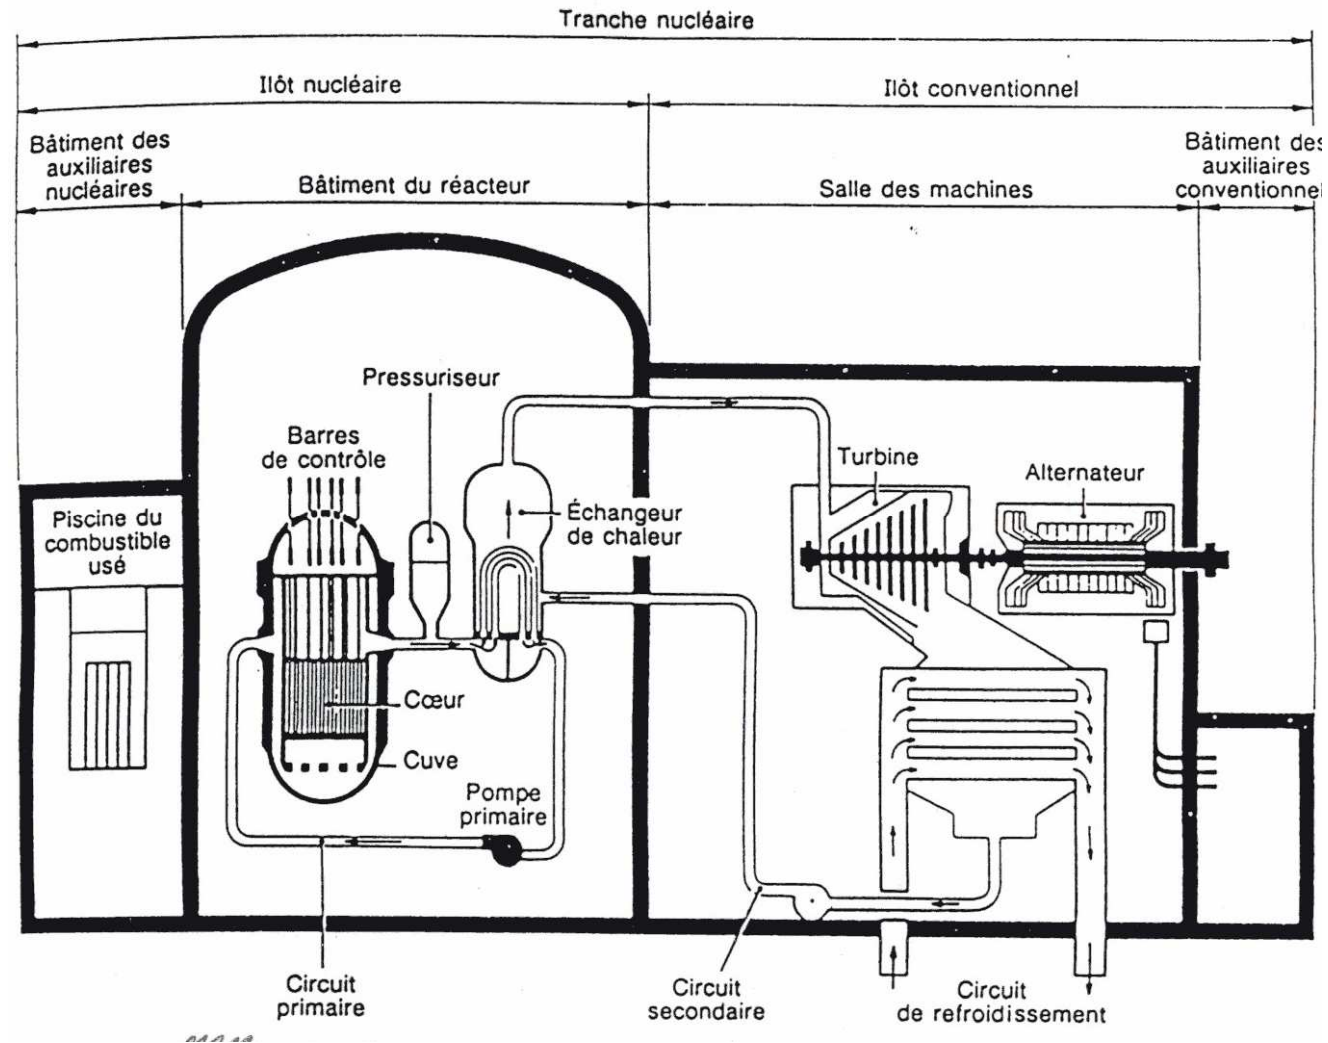 Tranche nucléaire
Ilôt nucléaire
Ilôt conventionnel
Bâtiment des
auxiliaires
nucléaires
Bâtiment du réacteur
Salle des machines
Bâtiment des
auxiliaires
conventionnel
Pressuriseur
Barres
de contrôle
Turbine
Alternateur
Piscine du
combustible
usé
Échangeur
de chaleur
Cœur
Cuve
Pompe
primaire
Circuit
primaire
Circuit
secondaire
Circuit
de refroidissement